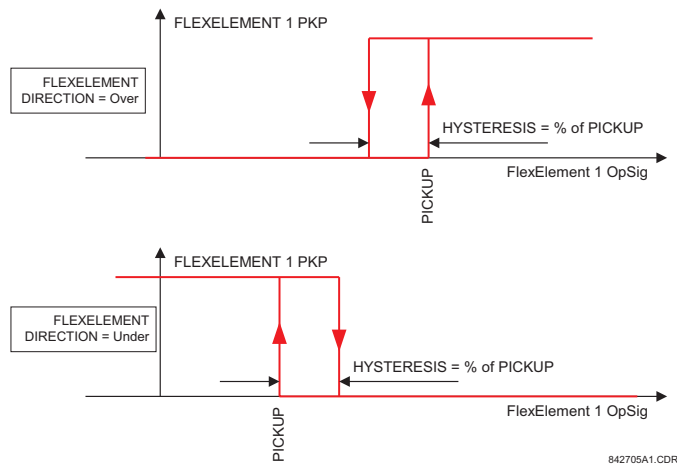 FLEXELEMENT 1 PKP
FLEXELEMENT
DIRECTION = Over
HYSTERESIS = % of PICKUP
FlexElement 1 OpSig
PICKUP
FLEXELEMENT 1 PKP
FLEXELEMENT
DIRECTION = Under
HYSTERESIS = % of PICKUP
FlexElement 1 OpSig
PICKUP
842705A1.CDR